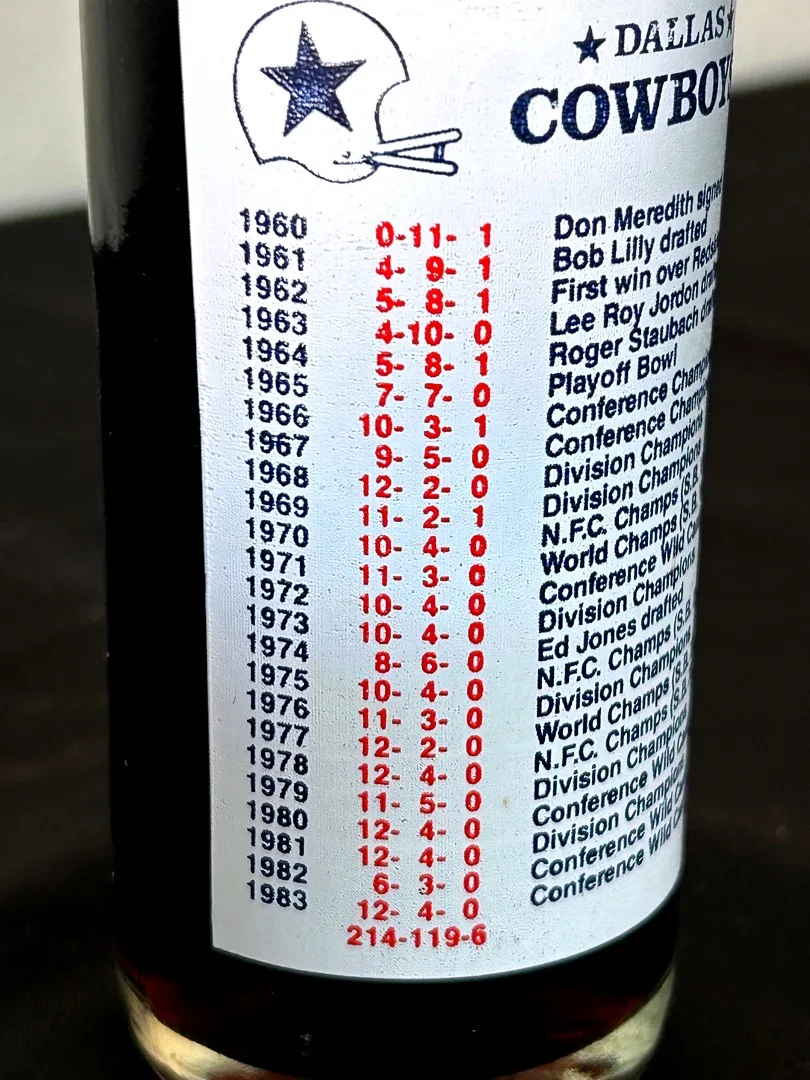 DALLAS
COWBOYS
1960 0-11- 1 Don Meredith signed
1961 4- 9- 1 Bob Lilly drafted
1962 5- 8- 1 First win over
1963 4-10- 0 Lee Roy Jordon
1964 5- 8- 1 Roger Staubach
1965 7- 7- 0 Playoff Bowl
1966 10- 3- 1 Conference
1967 9- 5- 0 Conference
1968 12- 2- 0 Division Champions
1969 11- 2- 1 Division Champions
1970 10- 4- 0 N.F.C. Champs (S.B.
1971 11- 3- 0 World Champs (S.B.
1972 10- 4- 0 Conference Wild
1973 10- 4- 0 Division Champions
1974 8- 6- 0 Ed Jones drafted
1975 10- 4- 0 N.F.C. Champs (S.B.
1976 11- 3- 0 Division Champions
1977 12- 2- 0 World Champs (S.B.
1978 12- 4- 0 N.F.C. Champs (S.B.
1979 11- 5- 0 Division Champions
1980 12- 4- 0 Conference Wild
1981 12- 4- 0 Division Champions
1982 6- 3- 0 Conference Wild
1983 12- 4- 0 Conference Wild
214-119-6